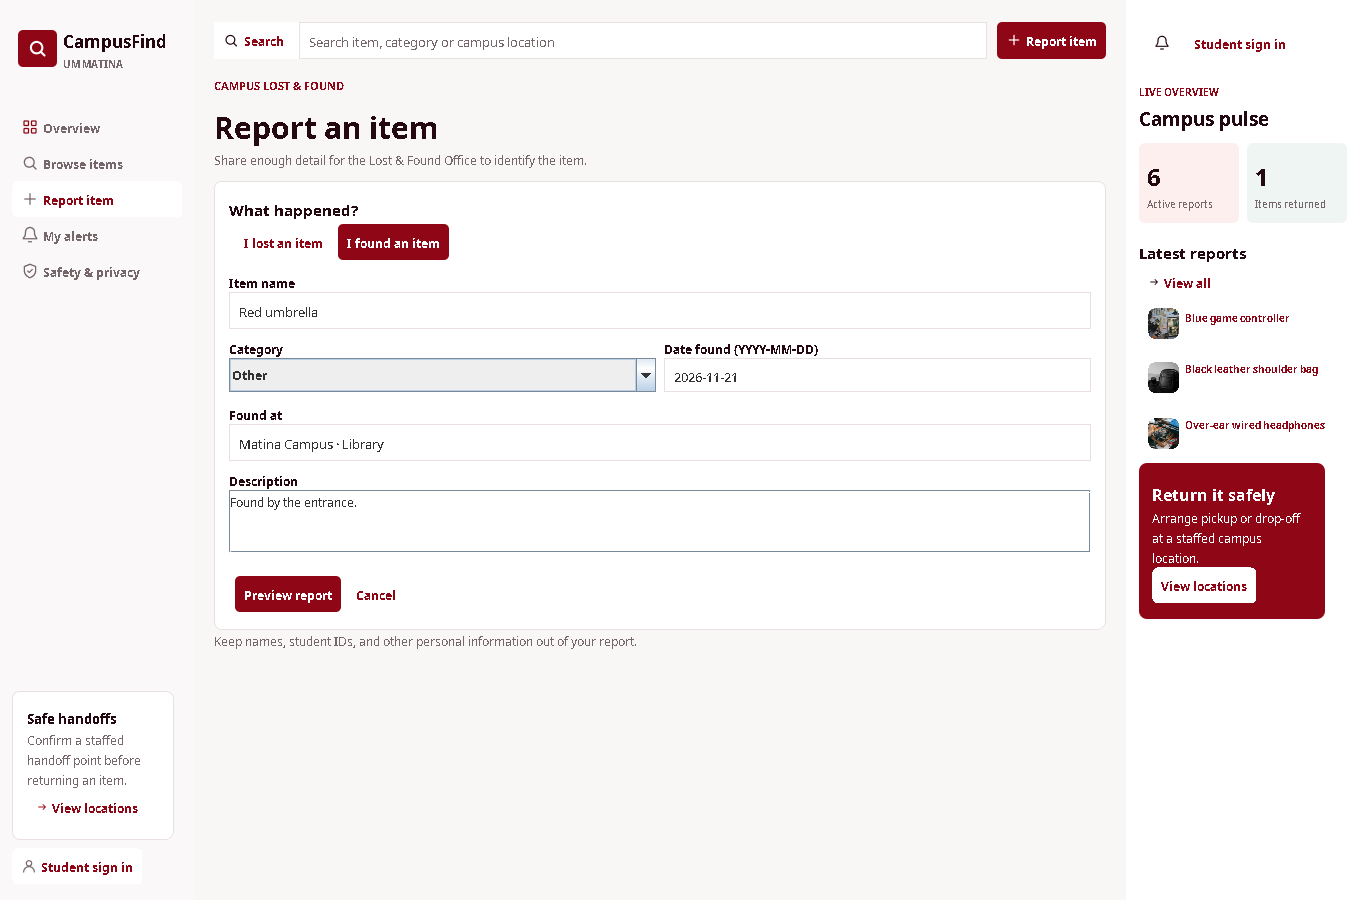 CampusFind
UM MATINA
Overview
Browse items
Report item
My alerts
Safety & privacy
Safe handoffs
Confirm a staffed
handoff point before
returning an item.
View locations
Student sign in
Search
Search item, category or campus location
Report item
CAMPUS LOST & FOUND
Report an item
Share enough detail for the Lost & Found Office to identify the item.
What happened?
I lost an item
I found an item
Item name
Red umbrella
Category
Date found (YYYY-MM-DD)
Other
2026-11-21
Found at
Matina Campus · Library
Description
Found by the entrance.
Preview report
Cancel
Keep names, student IDs, and other personal information out of your report.
Student sign in
LIVE OVERVIEW
Campus pulse
6
Active reports
1
Items returned
Latest reports
View all
Blue game controller
Black leather shoulder bag
Over-ear wired headphones
Return it safely
Arrange pickup or drop-off
at a staffed campus
location.
View locations